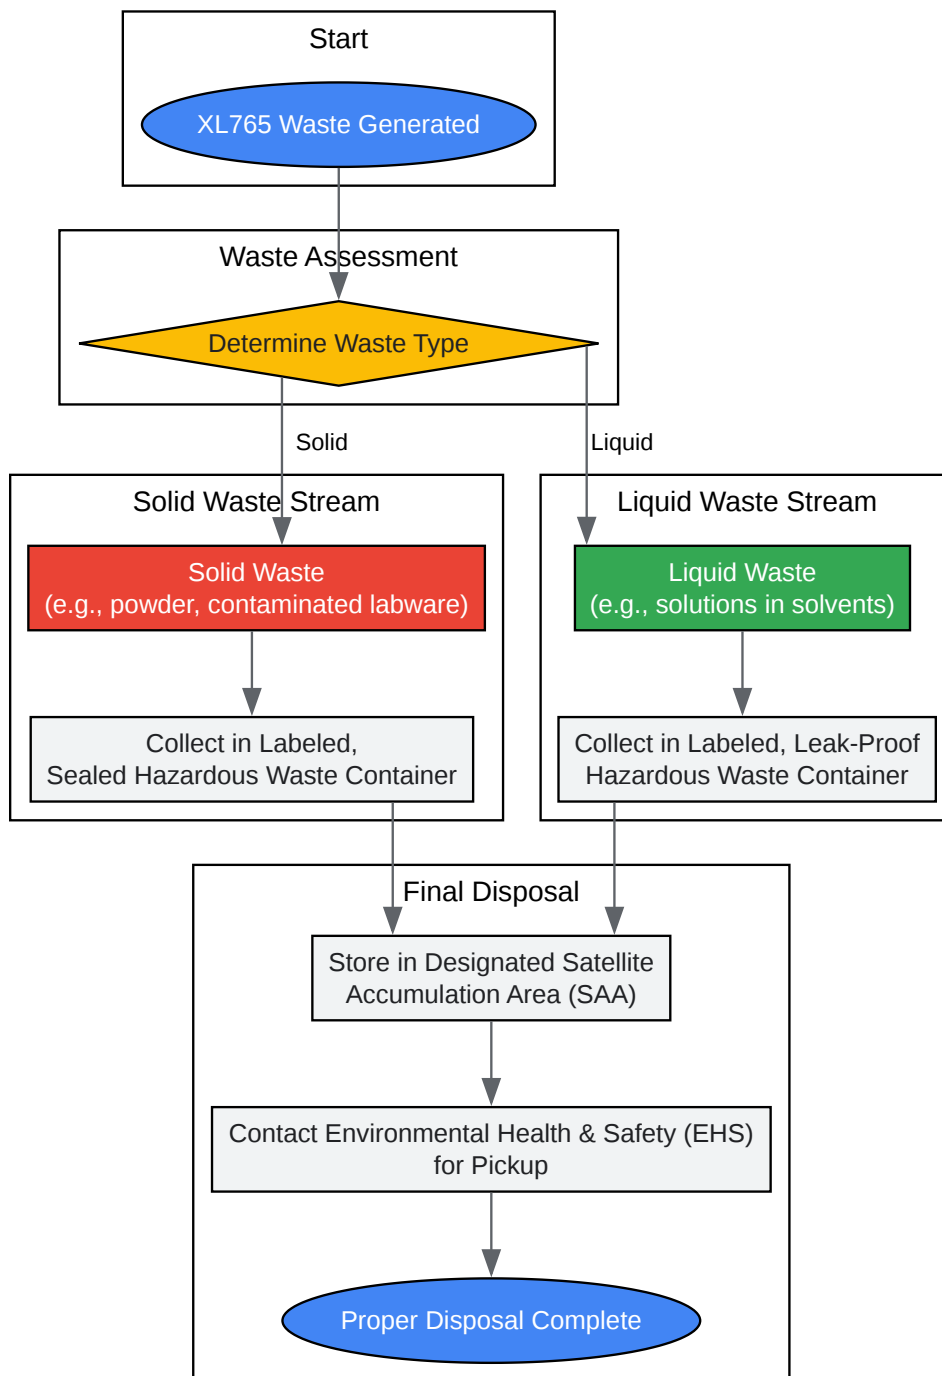 Start
XL765 Waste Generated
Waste Assessment
Determine Waste Type
Solid
Liquid
Solid Waste Stream
Solid Waste
(e.g., powder, contaminated labware)
Collect in Labeled,
Sealed Hazardous Waste Container
Liquid Waste Stream
Liquid Waste
(e.g., solutions in solvents)
Collect in Labeled, Leak-Proof
Hazardous Waste Container
Final Disposal
Store in Designated Satellite
Accumulation Area (SAA)
Contact Environmental Health & Safety (EHS)
for Pickup
Proper Disposal Complete